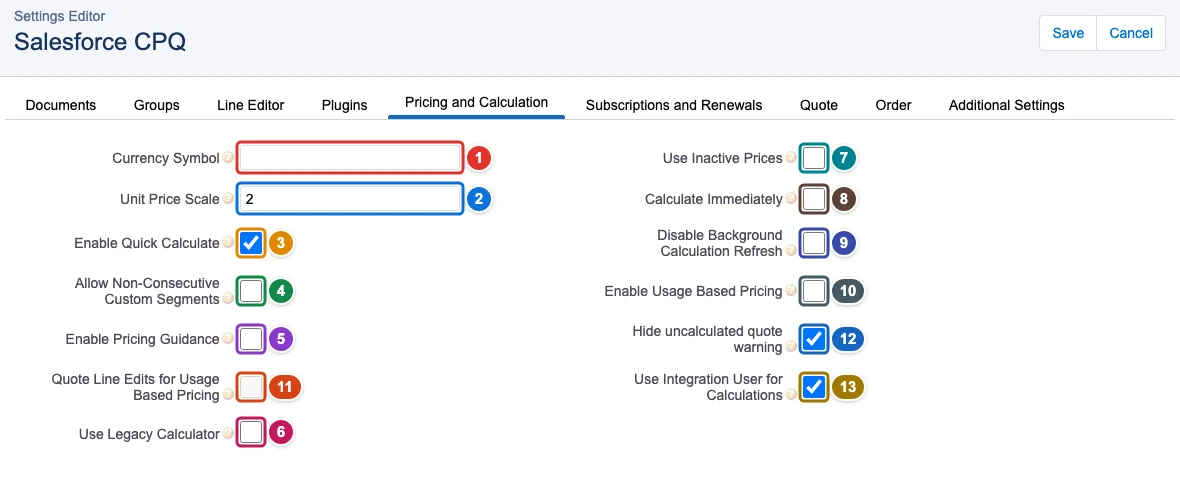 Settings Editor
Salesforce CPQ
Save Cancel
Documents Groups Line Editor Plugins Pricing and Calculation Subscriptions and Renewals Quote Order Additional Settings
Currency Symbol 1
Unit Price Scale 2 2
Enable Quick Calculate 3
Allow Non-Consecutive
Custom Segments 4
Enable Pricing Guidance 5
Quote Line Edits for Usage
Based Pricing 11
Use Legacy Calculator 6
Use Inactive Prices 7
Calculate Immediately 8
Disable Background
Calculation Refresh 9
Enable Usage Based Pricing 10
Hide uncalculated quote
warning 12
Use Integration User for
Calculations 13